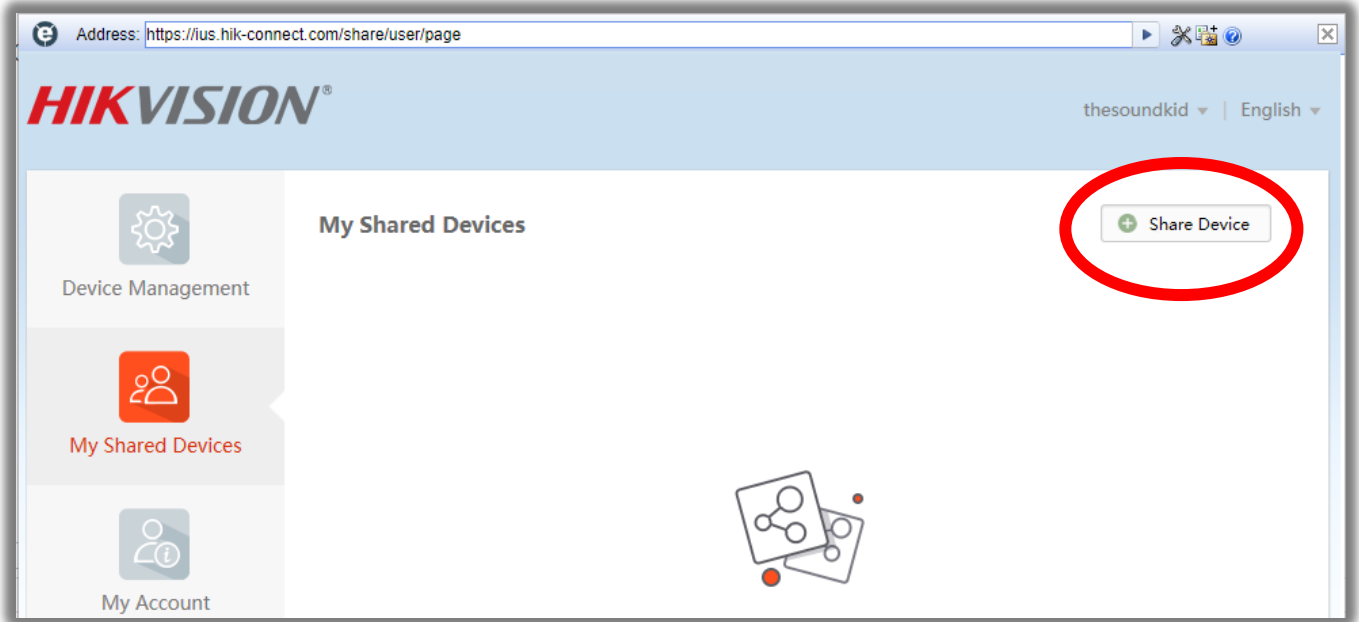 Address: https://ius.hik-connect.com/share/user/page
HIKVISION®
thesoundkid | English
My Shared Devices
Share Device
Device Management
My Shared Devices
My Account